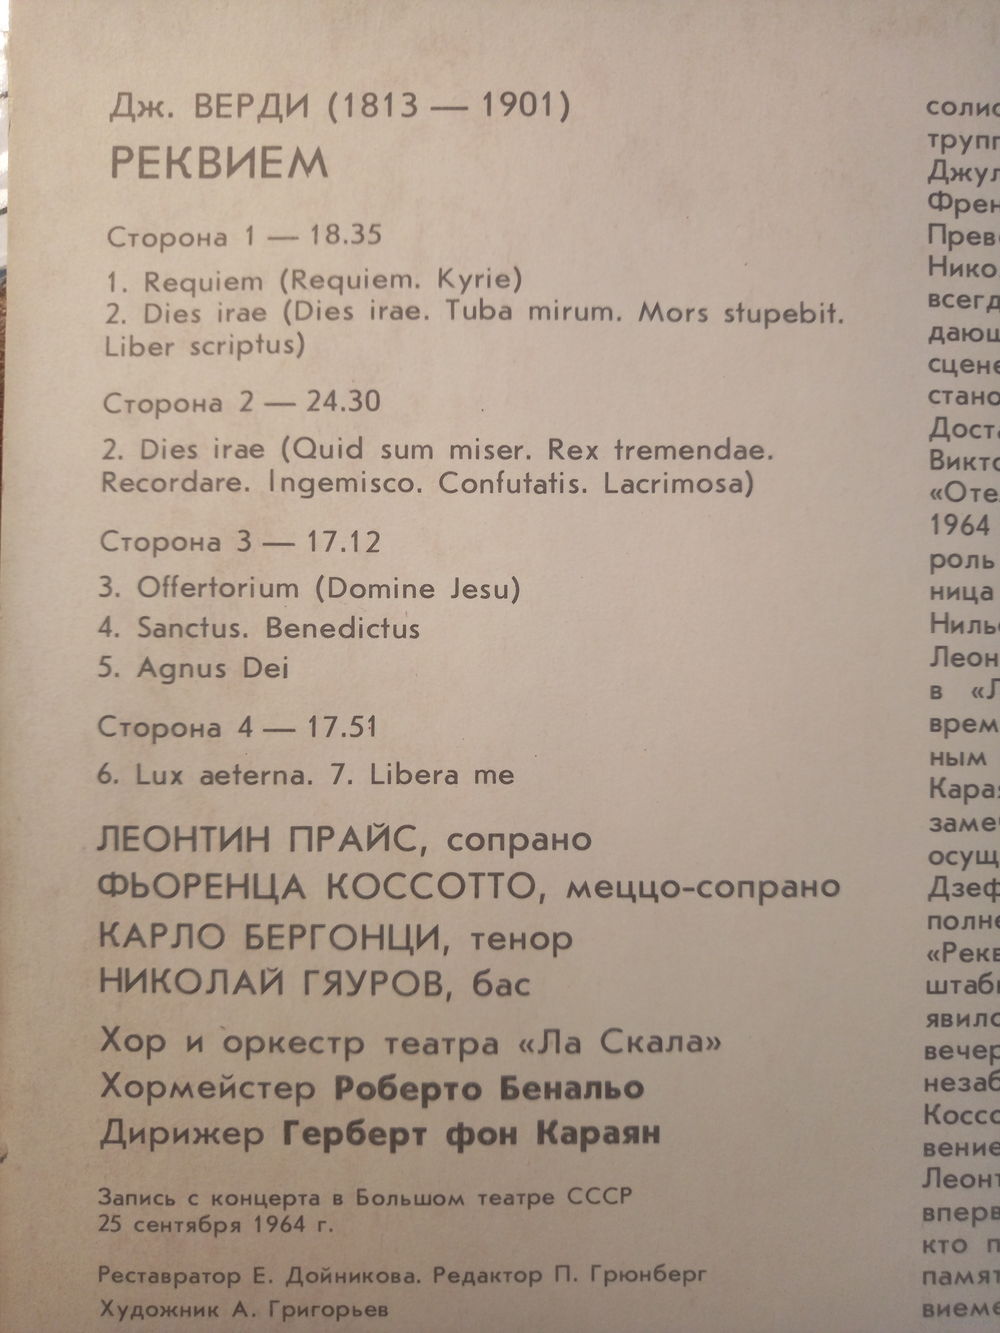 Дж. ВЕРДИ (1813 — 1901)
РЕКВИЕМ
Сторона 1 — 18.35
1. Requiem (Requiem. Kyrie)
2. Dies irae (Dies irae. Tuba mirum. Mors stupebit.
Liber scriptus)
Сторона 2 — 24.30
2. Dies irae (Quid sum miser. Rex tremendae.
Recordare. Ingemisco. Confutatis. Lacrimosa)
Сторона 3 — 17.12
3. Offertorium (Domine Jesu)
4. Sanctus. Benedictus
5. Agnus Dei
Сторона 4 — 17.51
6. Lux aeterna. 7. Libera me
ЛЕОНТИН ПРАЙС, сопрано
ФЬОРЕНЦА КОССОТТО, меццо-сопрано
КАРЛО БЕРГОНЦИ, тенор
НИКОЛАЙ ГЯУРОВ, бас
Хор и оркестр театра «Ла Скала»
Хормейстер Роберто Бенальо
Дирижер Герберт фон Караян
Запись с концерта в Большом театре СССР
25 сентября 1964 г.
Реставратор Е. Дойникова. Редактор П. Грюнберг
Художник А. Григорьев
1964
роль
ница
в «Л
ным
кто п